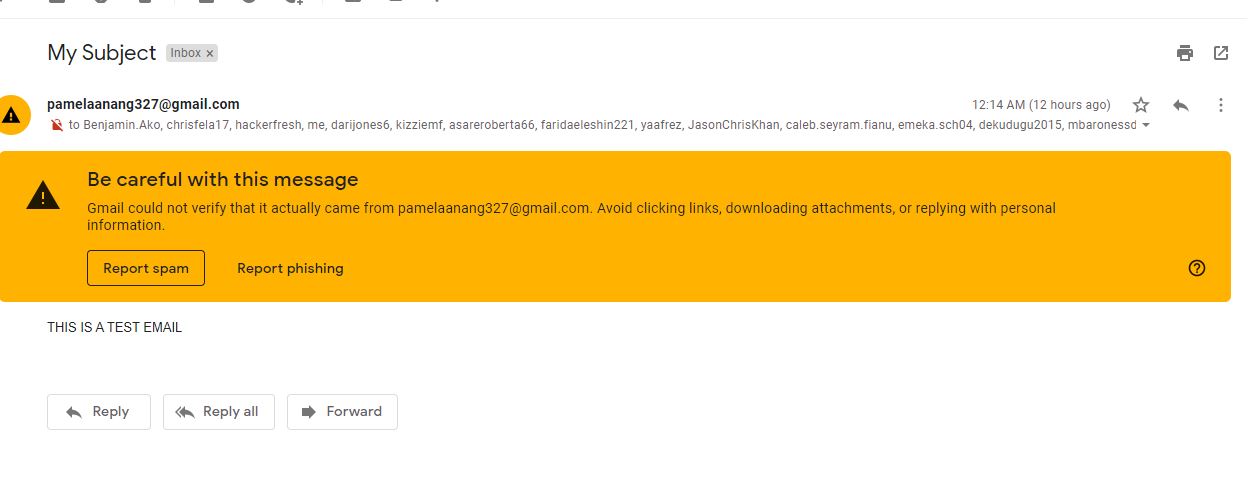 My Subject Inbox x
pamelaanang327@gmail.com 12:14 AM (12 hours ago)
to Benjamin.Ako, chrisfela17, hackerfresh, me, darijones6, kizziemf, asareroberta66, faridaeleshin221, yaafrez, JasonChrisKhan, caleb.seyram.fianu, emeka.sch04, dekudugu2015, mbaronessd
Be careful with this message
Gmail could not verify that it actually came from pamelaanang327@gmail.com. Avoid clicking links, downloading attachments, or replying with personal
information.
Report spam Report phishing
THIS IS A TEST EMAIL
Reply Reply all Forward